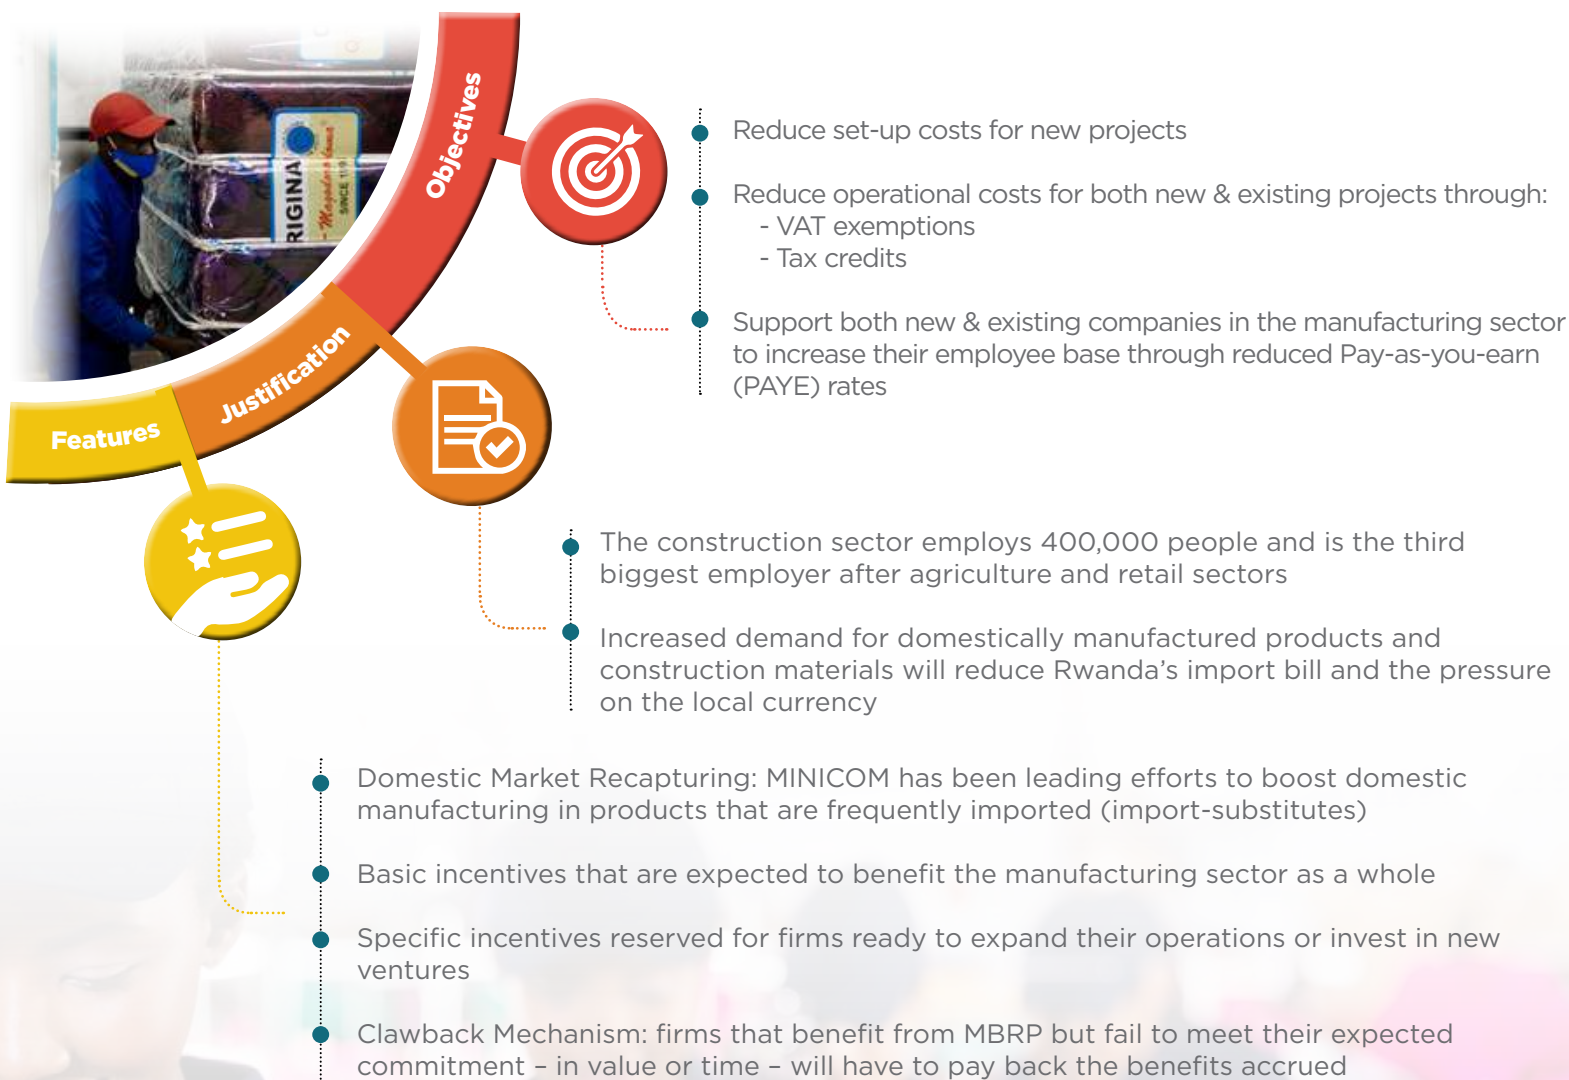 RIGINA
SINCE 19
Objectives
Reduce set-up costs for new projects
Reduce operational costs for both new & existing projects through:
- VAT exemptions
- Tax credits
Support both new & existing companies in the manufacturing sector
to increase their employee base through reduced Pay-as-you-earn
(PAYE) rates
Justification
The construction sector employs 400,000 people and is the third
biggest employer after agriculture and retail sectors
Increased demand for domestically manufactured products and
construction materials will reduce Rwanda’s import bill and the pressure
on the local currency
Features
Domestic Market Recapturing: MINICOM has been leading efforts to boost domestic
manufacturing in products that are frequently imported (import-substitutes)
Basic incentives that are expected to benefit the manufacturing sector as a whole
Specific incentives reserved for firms ready to expand their operations or invest in new
ventures
Clawback Mechanism: firms that benefit from MBRP but fail to meet their expected
commitment – in value or time – will have to pay back the benefits accrued